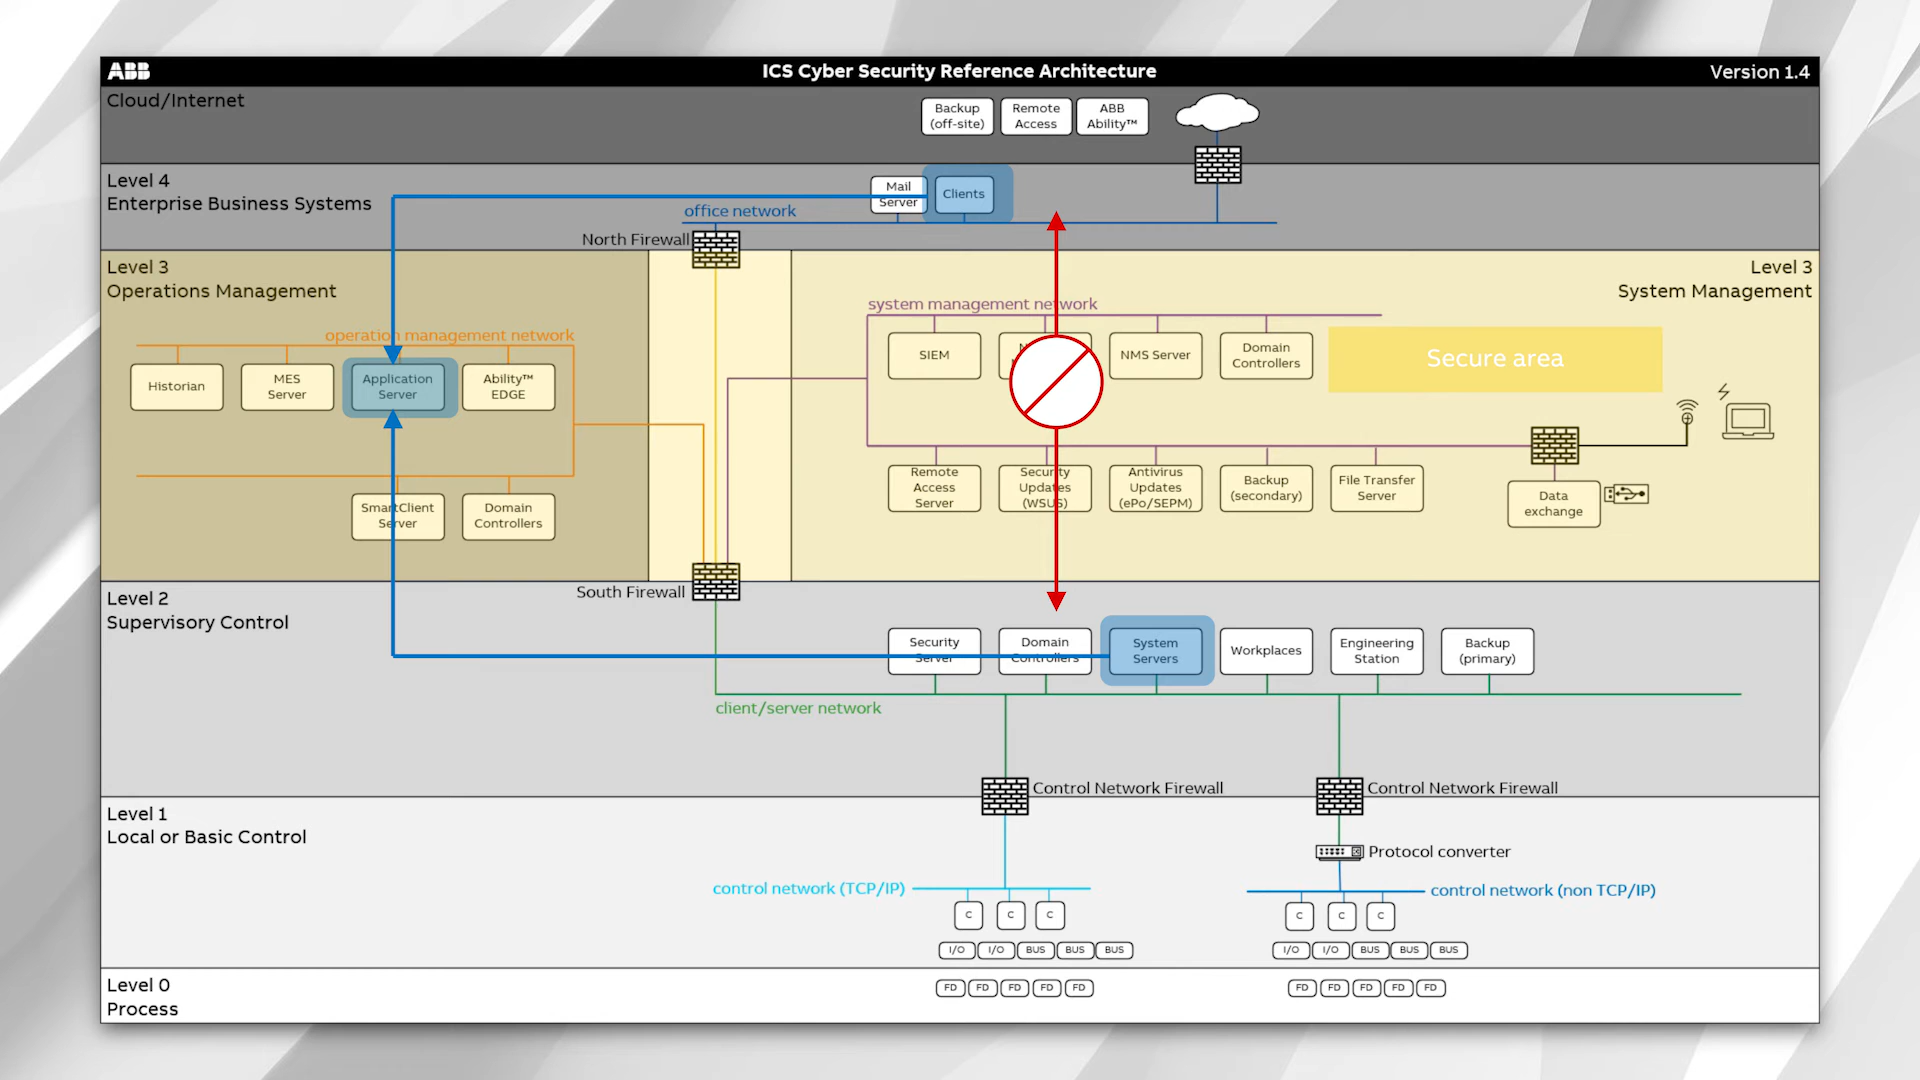 ABB
ICS Cyber Security Reference Architecture
Version 1.4
Cloud/Internet
Backup
(off-site)
Remote
Access
ABB
Ability™
Level 4
Enterprise Business Systems
Mail
Server
Clients
office network
North Firewall
Level 3
Operations Management
Level 3
System Management
system management network
operation management network
SIEM
NMS Server
Domain
Controllers
Secure area
Historian
MES
Server
Application
Server
Ability™
EDGE
Remote
Access
Server
Security
Updates
(WSUS)
Antivirus
Updates
(ePo/SEPM)
Backup
(secondary)
File Transfer
Server
Data
exchange
SmartClient
Server
Domain
Controllers
South Firewall
Level 2
Supervisory Control
Security
Server
Domain
Controllers
System
Servers
Workplaces
Engineering
Station
Backup
(primary)
client/server network
Control Network Firewall
Control Network Firewall
Level 1
Local or Basic Control
Protocol converter
control network (TCP/IP)
control network (non TCP/IP)
C C C
C C C
I/O I/O BUS BUS BUS
I/O I/O BUS BUS BUS
Level 0
Process
FD FD FD FD FD
FD FD FD FD FD